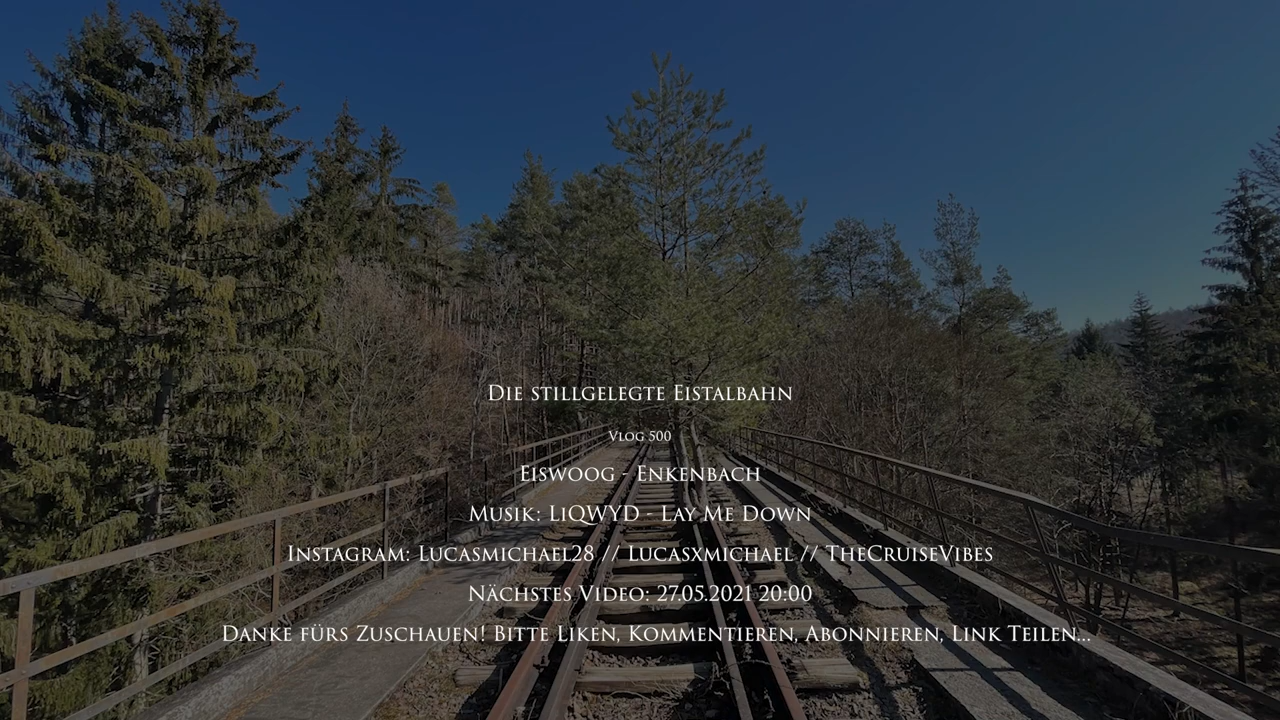 Die stillgelegte Eistalbahn
Vlog 500
Eiswoog - Enkenbach
Musik: LiQWYD - Lay Me Down
Instagram: Lucasmichael28 // lucasxmichael // TheCruiseVibes
Nächstes Video: 27.05.2021 20:00
Danke fürs Zuschauen! Bitte Liken, Kommentieren, Abonnieren, Link Teilen...